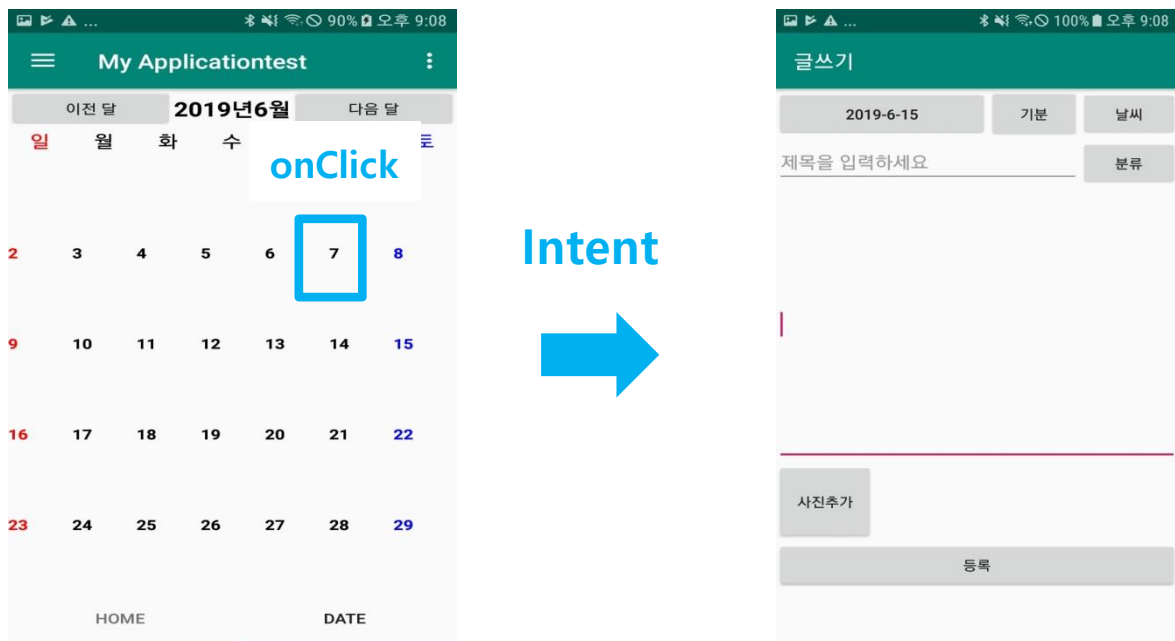 ... 90% 오후 9:08
My Applicationtest
이전 달 2019년6월 다음 달
일 월 화 수 토
onClick
2 3 4 5 6 7 8
9 10 11 12 13 14 15
16 17 18 19 20 21 22
23 24 25 26 27 28 29
HOME DATE
Intent
... 100% 오후 9:08
글쓰기
2019-6-15 기분 날씨
제목을 입력하세요 분류
사진추가
등록